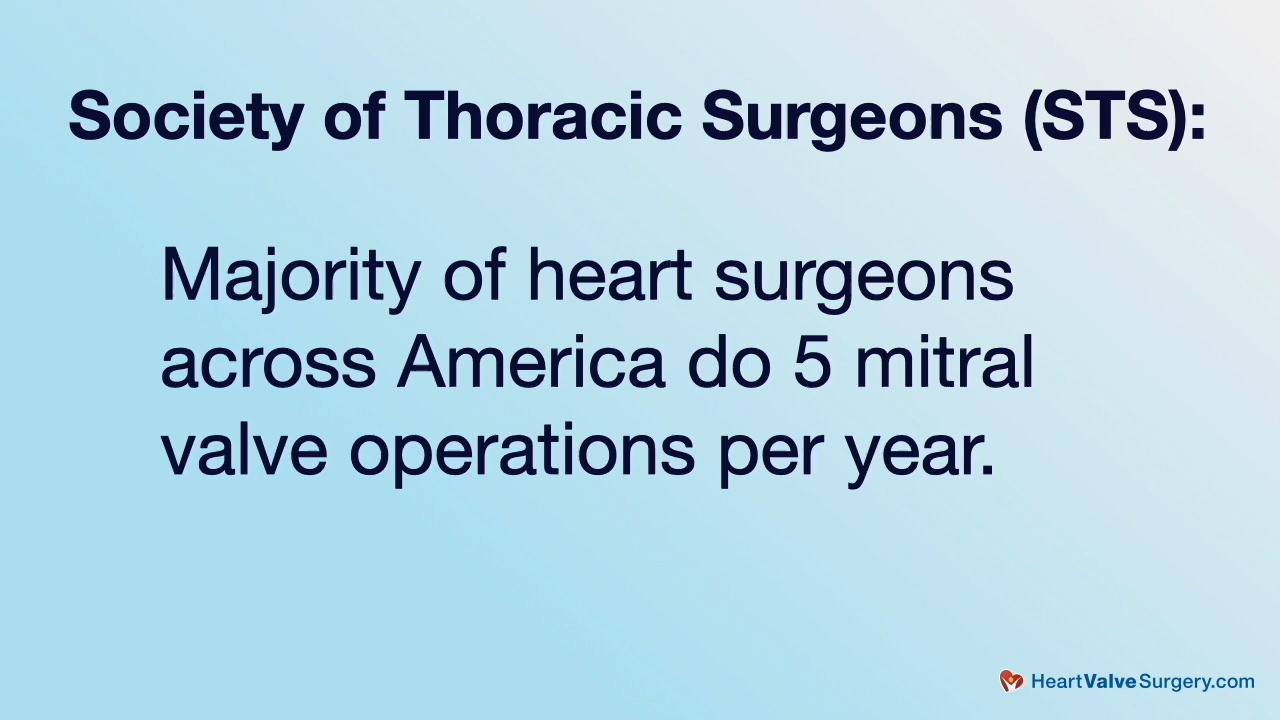 Society of Thoracic Surgeons (STS):
Majority of heart surgeons
across America do 5 mitral
valve operations per year.
HeartValveSurgery.com